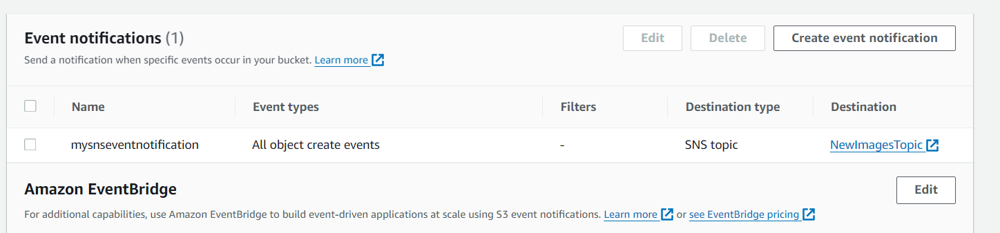 Event notifications (1)
Edit
Delete
Create event notification
Send a notification when specific events occur in your bucket. Learn more
Name Event types Filters Destination type Destination
mysnseventnotification All object create events - SNS topic NewImagesTopic
Amazon EventBridge
Edit
For additional capabilities, use Amazon EventBridge to build event-driven applications at scale using S3 event notifications. Learn more or see EventBridge pricing